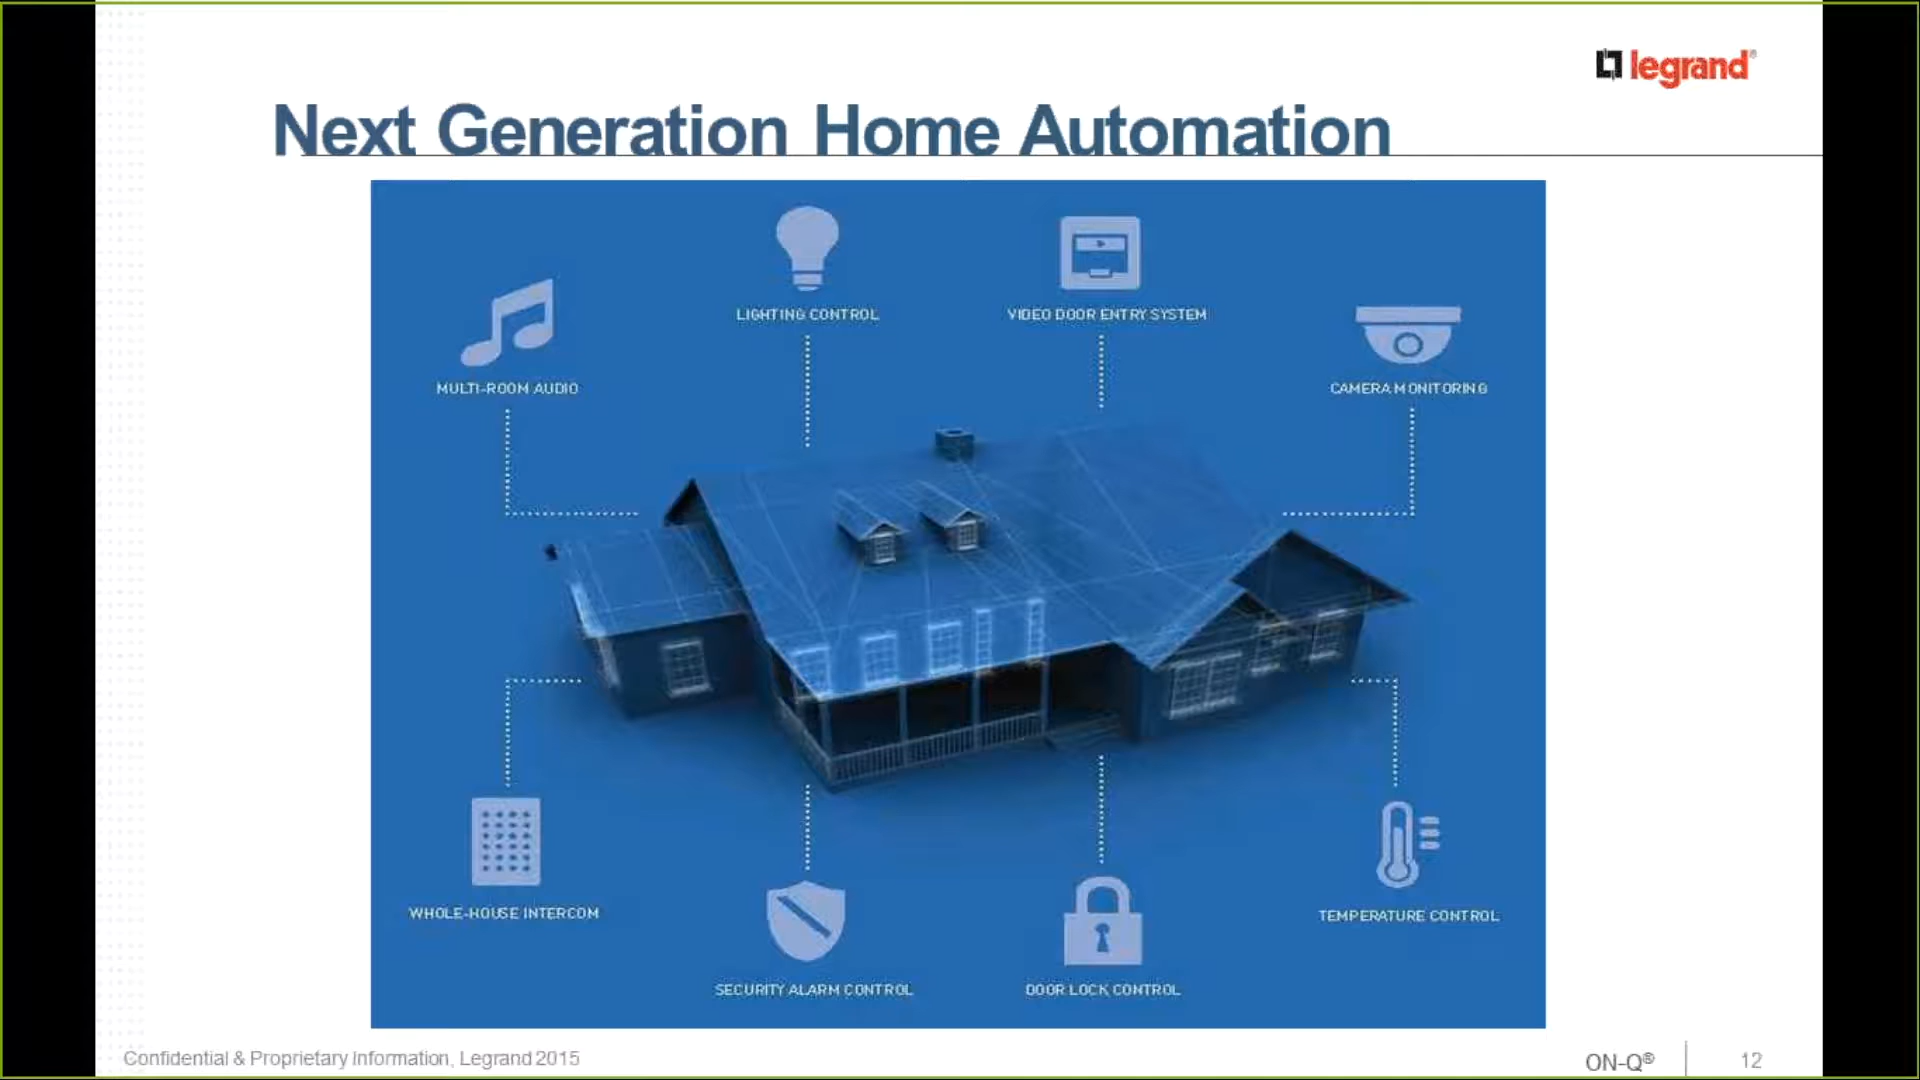 legrand®
Next Generation Home Automation
LIGHTING CONTROL
VIDEO DOOR ENTRY SYSTEM
MULTI-ROOM AUDIO
CAMERA MONITORING
WHOLE-HOUSE INTERCOM
TEMPERATURE CONTROL
SECURITY ALARM CONTROL
DOOR LOCK CONTROL
Confidential & Proprietary Information, Legrand 2015
ON-Q®
12